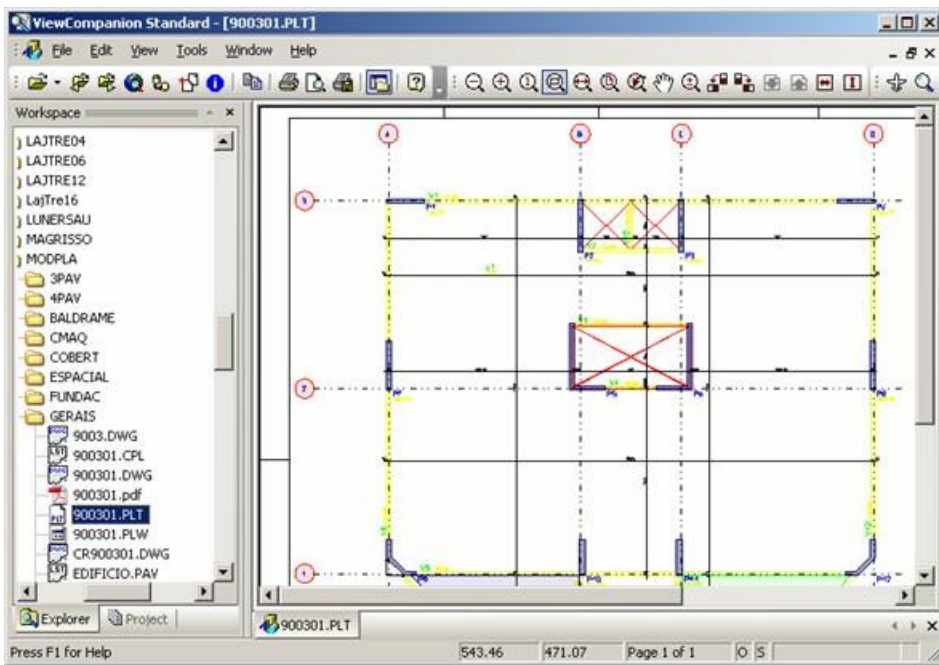 ViewCompanion Standard - [900301.PLT]
File Edit View Tools Window Help
Workspace
LAJTRE04
LAJTRE06
LAJTRE12
LajTre16
LUNERSAU
MAGRISSO
MODPLA
3PAV
4PAV
BALDRAME
CMAQ
COBERT
ESPACIAL
FUNDAC
GERAIS
9003.DWG
900301.CPL
900301.DWG
900301.pdf
900301.PLT
900301.PLW
CR900301.DWG
EDIFICIO.PAV
Explorer Project
A
3
2
1
900301.PLT
Press F1 for Help 543.46 471.07 Page 1 of 1 O S